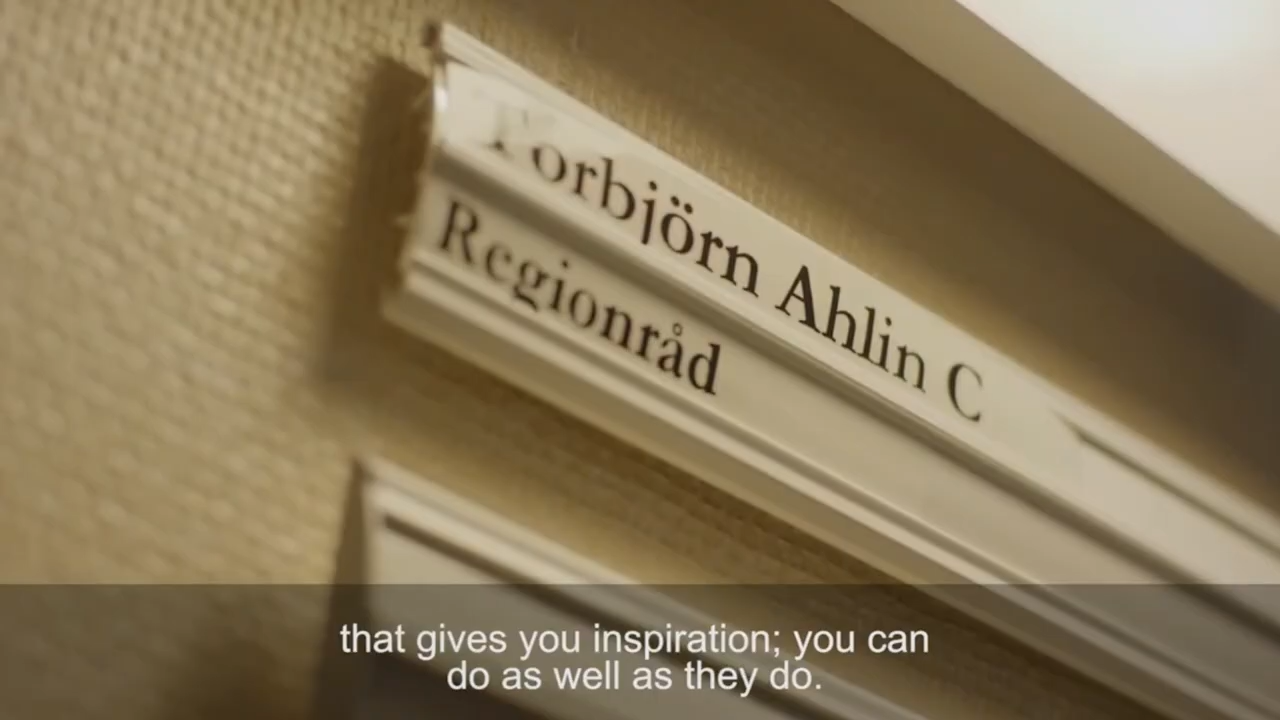 Torbjörn Ahlin C
Regionråd
that gives you inspiration; you can
do as well as they do.